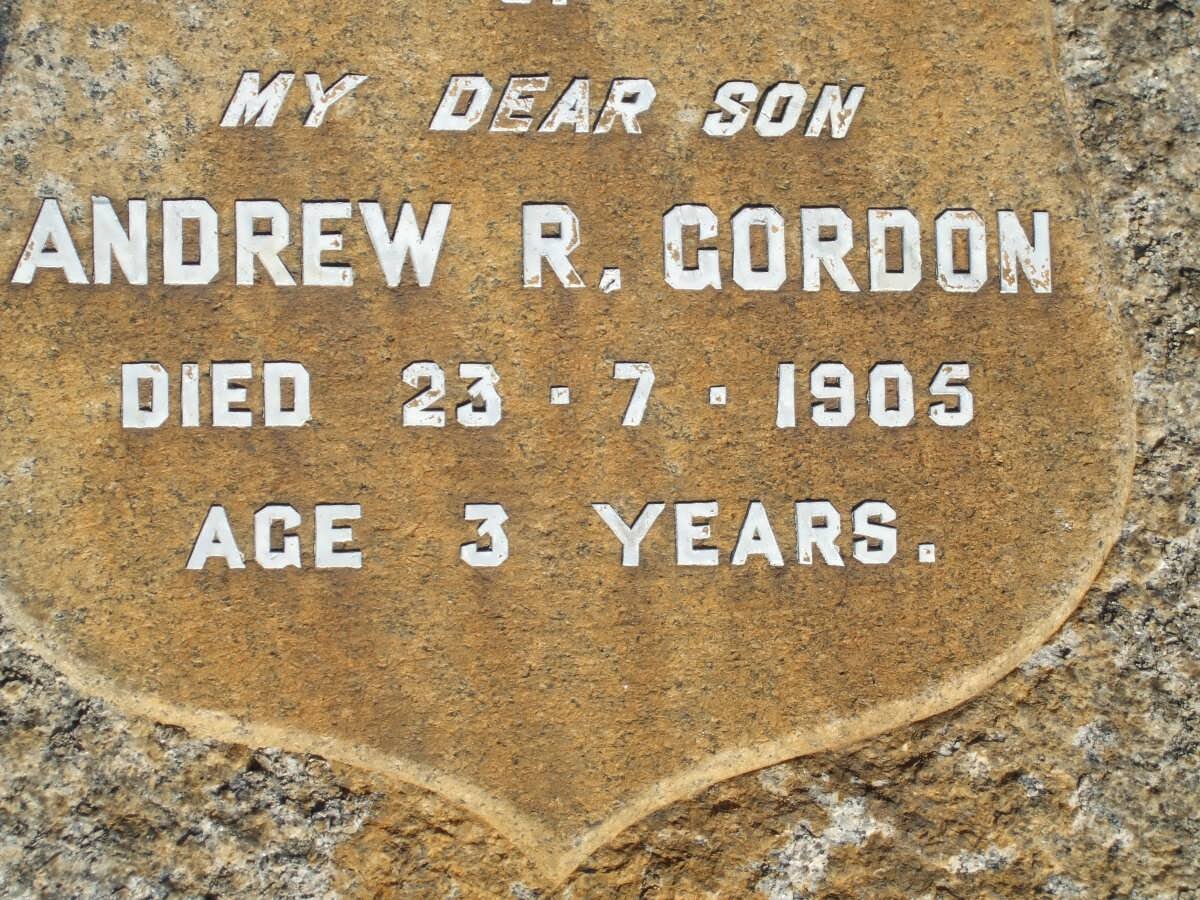 MY DEAR SON
ANDREW R. GORDON
DIED 23·7·1905
AGE 3 YEARS.